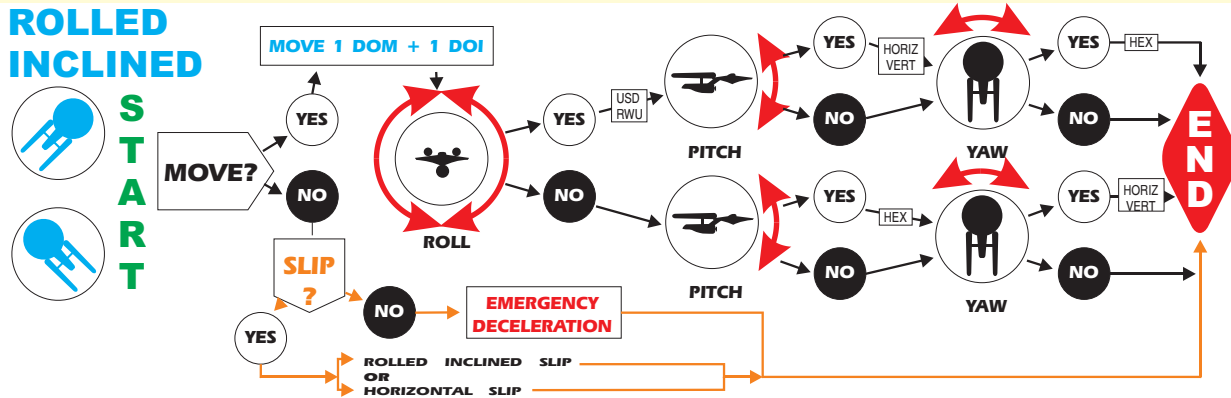 ROLLED
INCLINED
START
MOVE?
YES
NO
MOVE 1 DOM + 1 DOI
ROLL
YES
USD
RWU
PITCH
YES
HORIZ
VERT
NO
YAW
YES
HEX
NO
NO
PITCH
YES
HEX
NO
YAW
YES
HORIZ
VERT
NO
END
SLIP
?
YES
NO
EMERGENCY
DECELERATION
ROLLED INCLINED SLIP
OR
HORIZONTAL SLIP